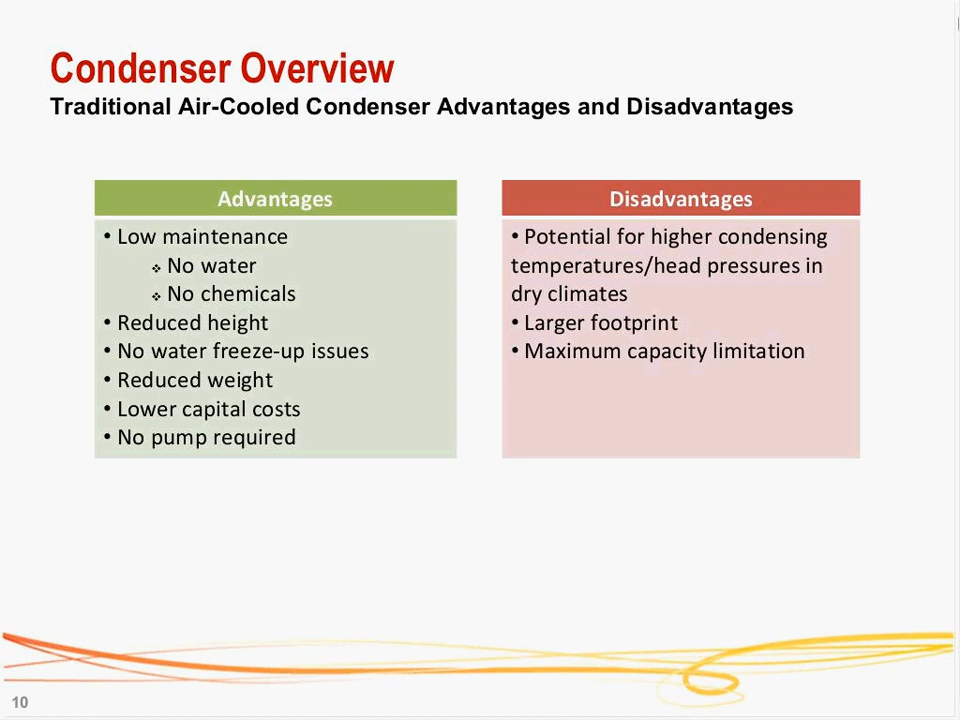 Condenser Overview
Traditional Air-Cooled Condenser Advantages and Disadvantages
Advantages
• Low maintenance
❖ No water
❖ No chemicals
• Reduced height
• No water freeze-up issues
• Reduced weight
• Lower capital costs
• No pump required
Disadvantages
• Potential for higher condensing
temperatures/head pressures in
dry climates
• Larger footprint
• Maximum capacity limitation
10